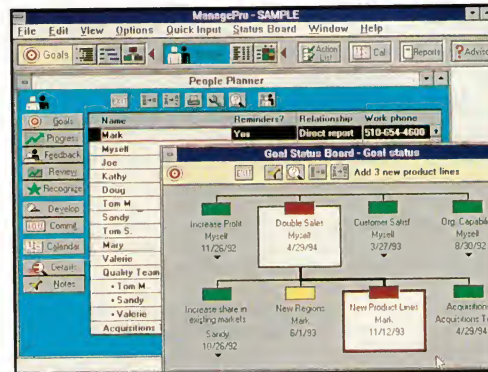 ManagePro - SAMPLE
File Edit View Options Quick Input Status Board Window Help
Goals Action List Cal Reports Adviso
People Planner
Goals
Progress
Feedback
Review
Recognize
Develop
Commit
Calendar
Details
Notes
Name Reminders? Relationship Work phone
Mark Yes Direct report 510-654-4600
Myself
Joe
Kathy
Doug
Tom M
Sandy
Tom S.
Mary
Valerie
Quality Team
• Tom M.
• Sandy
• Valerie
Acquisitions
Goal Status Board - Goal status
Add 3 new product lines
Increase Profit Double Sales Customer Satisf Org. Capabili
Myself Myself Myself Myself
11/26/92 4/29/94 3/27/93 8/30/92
Increase share in New Regions New Product Lines Acquisitions
existing markets Mark Mark Acquisitions T
Sandy 6/1/93 11/12/93 4/29/94
10/26/92